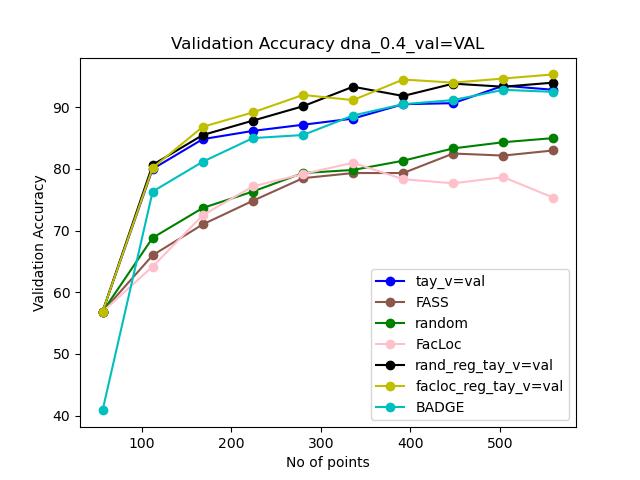 Validation Accuracy dna_0.4_val=VAL
Validation Accuracy
90
80
70
60
50
40
100
200
300
400
500
No of points
tay_v=val
FASS
random
FacLoc
rand_reg_tay_v=val
facloc_reg_tay_v=val
BADGE